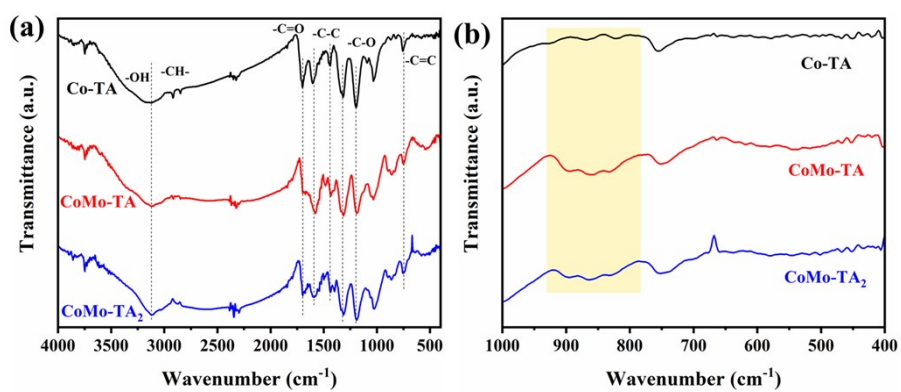 (a)
-C=O
-C-C
-C-O
-C=C
-OH
-CH-
Co-TA
CoMo-TA
CoMo-TA₂
Transmittance (a.u.)
4000 3500 3000 2500 2000 1500 1000 500
Wavenumber (cm⁻¹)
(b)
Co-TA
CoMo-TA
CoMo-TA₂
Transmittance (a.u.)
1000 900 800 700 600 500 400
Wavenumber (cm⁻¹)